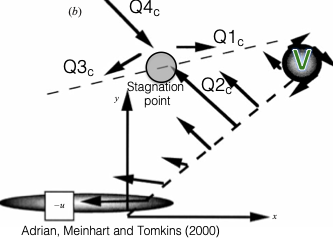 (b)
Q4c
Q1c
Q3c
V
Stagnation
point
Q2c
y
-u
x
Adrian, Meinhart and Tomkins (2000)